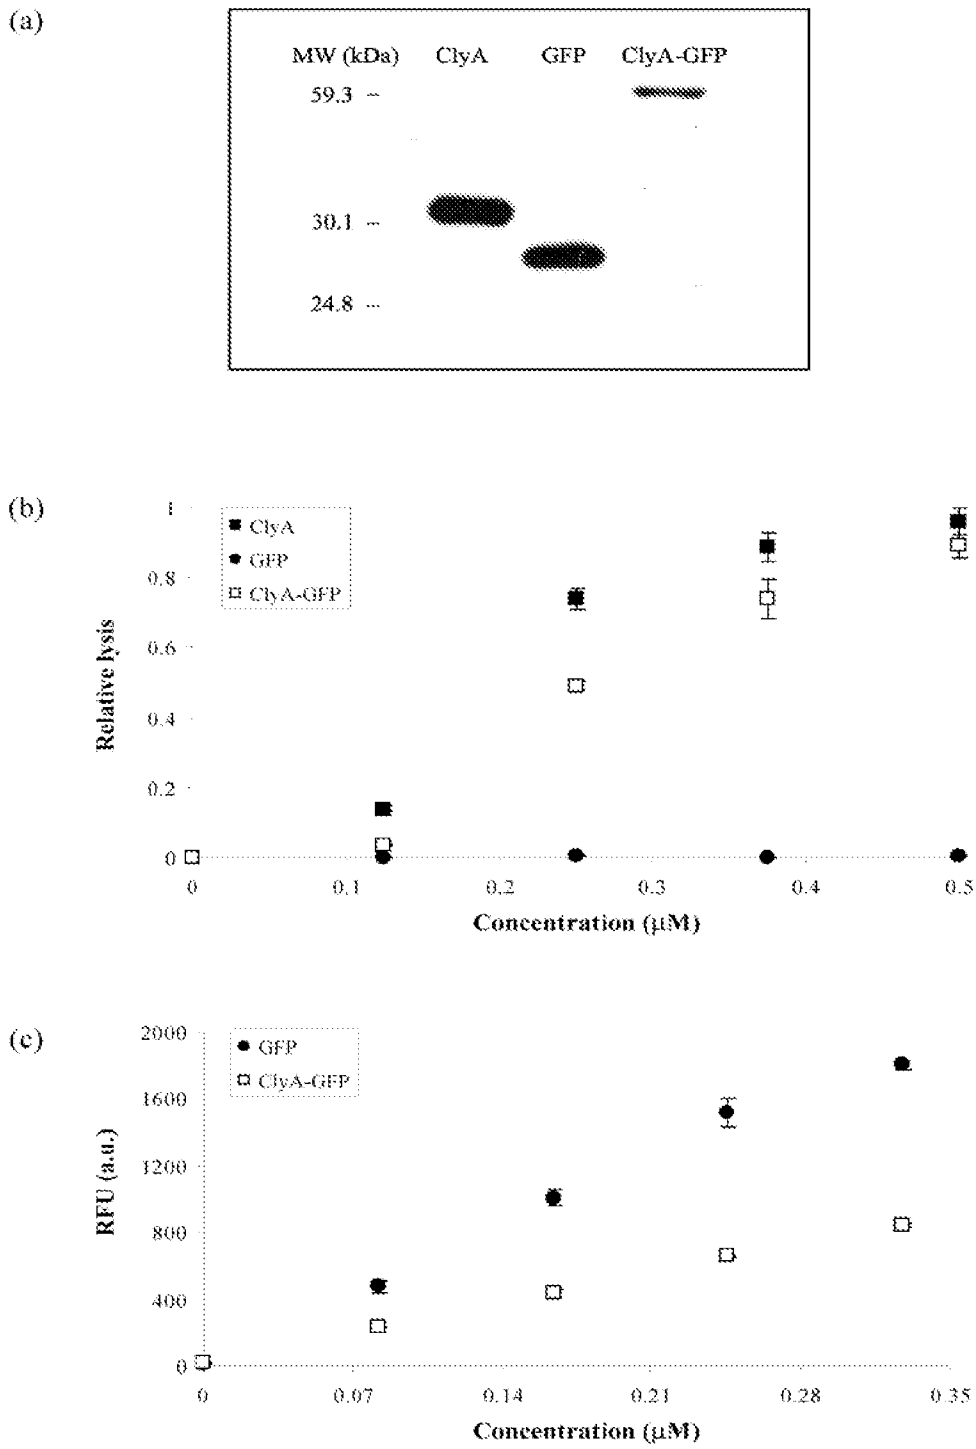 (a)
MW (kDa) ClyA GFP ClyA-GFP
59.3
30.1
24.8
(b)
1
0.8
0.6
0.4
0.2
0
Relative lysis
ClyA
GFP
ClyA-GFP
0 0.1 0.2 0.3 0.4 0.5
Concentration (μM)
(c)
2000
1600
1200
800
400
0
RFU (a.u.)
GFP
ClyA-GFP
0 0.07 0.14 0.21 0.28 0.35
Concentration (μM)